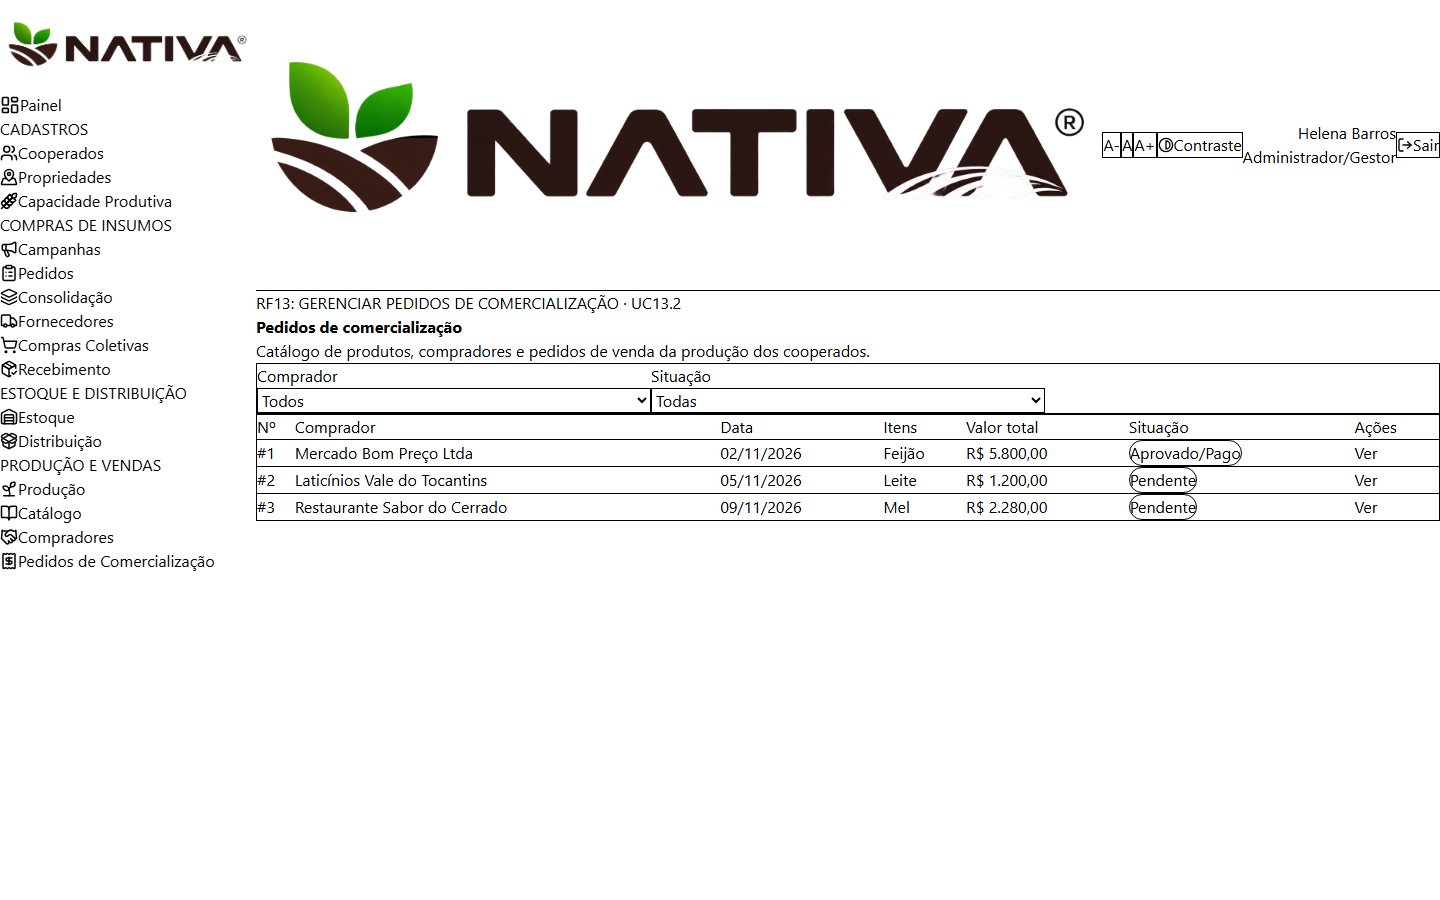 NATIVA®
Painel
CADASTROS
Cooperados
Propriedades
Capacidade Produtiva
COMPRAS DE INSUMOS
Campanhas
Pedidos
Consolidação
Fornecedores
Compras Coletivas
Recebimento
ESTOQUE E DISTRIBUIÇÃO
Estoque
Distribuição
PRODUÇÃO E VENDAS
Produção
Catálogo
Compradores
Pedidos de Comercialização
NATIVA®
A- A A+ Contraste
Helena Barros
Administrador/Gestor
Sair
RF13: GERENCIAR PEDIDOS DE COMERCIALIZAÇÃO · UC13.2
Pedidos de comercialização
Catálogo de produtos, compradores e pedidos de venda da produção dos cooperados.
Comprador Situação
Todos Todas
Nº Comprador Data Itens Valor total Situação Ações
#1 Mercado Bom Preço Ltda 02/11/2026 Feijão R$ 5.800,00 Aprovado/Pago Ver
#2 Laticínios Vale do Tocantins 05/11/2026 Leite R$ 1.200,00 Pendente Ver
#3 Restaurante Sabor do Cerrado 09/11/2026 Mel R$ 2.280,00 Pendente Ver